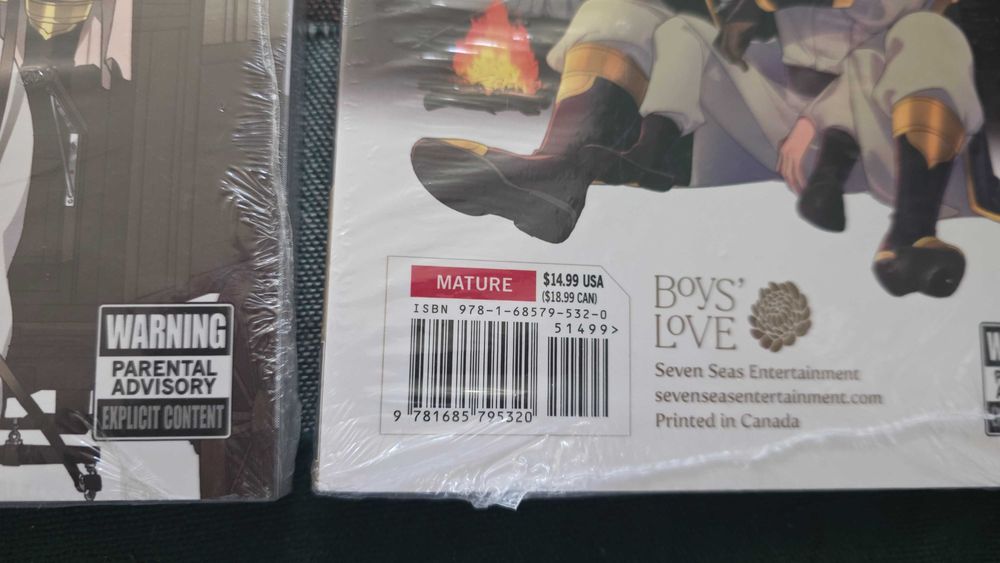 WARNING
PARENTAL
ADVISORY
EXPLICIT CONTENT
MATURE
$14.99 USA
($18.99 CAN)
ISBN 978-1-68579-532-0
51499>
9 781685 795320
BOYS'
LOVE
Seven Seas Entertainment
sevenseasentertainment.com
Printed in Canada